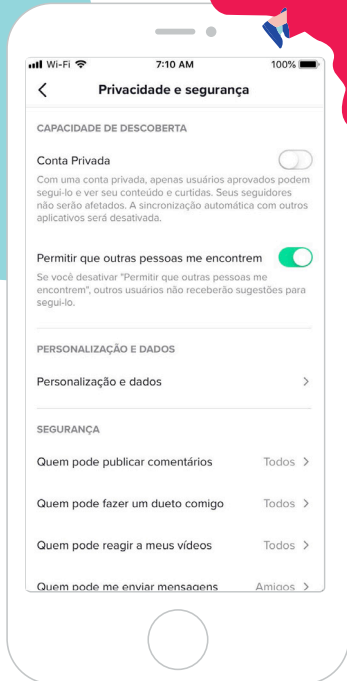 Wi-Fi 7:10 AM 100%
Privacidade e segurança
CAPACIDADE DE DESCOBERTA
Conta Privada
Com uma conta privada, apenas usuários aprovados podem
segui-lo e ver seu conteúdo e curtidas. Seus seguidores
não serão afetados. A sincronização automática com outros
aplicativos será desativada.
Permitir que outras pessoas me encontrem
Se você desativar "Permitir que outras pessoas me
encontrem", outros usuários não receberão sugestões para
segui-lo.
PERSONALIZAÇÃO E DADOS
Personalização e dados
SEGURANÇA
Quem pode publicar comentários Todos
Quem pode fazer um dueto comigo Todos
Quem pode reagir a meus vídeos Todos
Quem pode me enviar mensagens Amigos